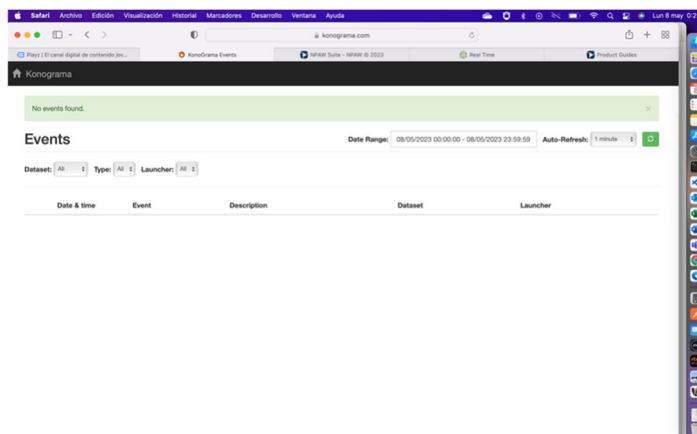 Safari Archivo Edición Visualización Historial Marcadores Desarrollo Ventana Ayuda Lun 8 may 0:2
konograma.com
Playz | El canal digital de contenido jov... KonoGrama Events NPAW Suite - NPAW © 2023 Real Time Product Guides
Konograma
No events found. ×
Events Date Range: 08/05/2023 00:00:00 - 08/05/2023 23:59:59 Auto-Refresh: 1 minute
Dataset: All Type: All Launcher: All
Date & time Event Description Dataset Launcher